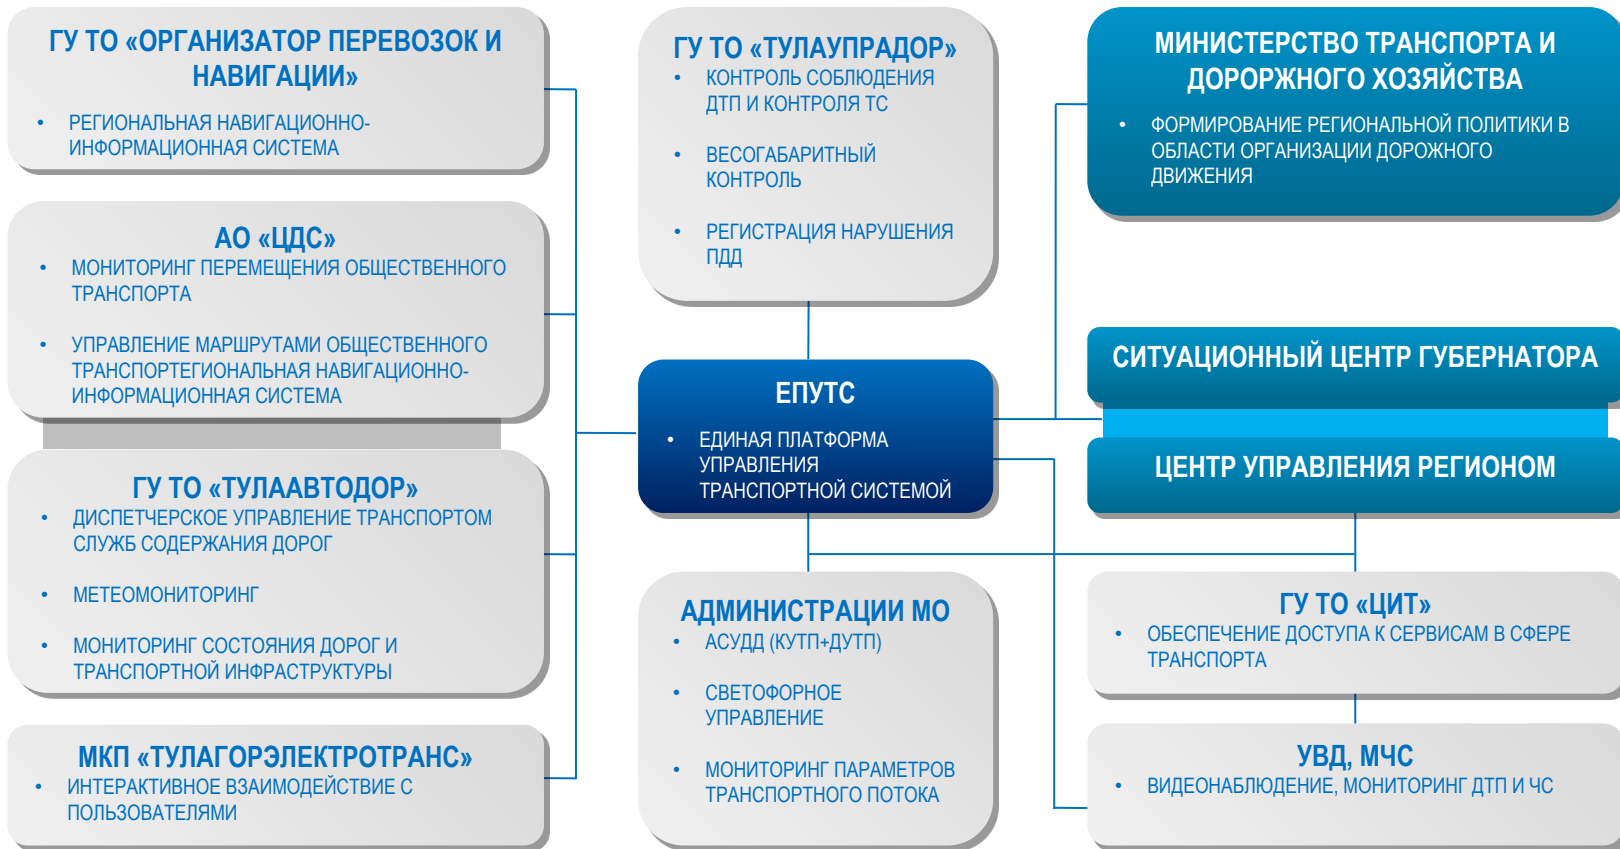 ГУ ТО «ОРГАНИЗАТОР ПЕРЕВОЗОК И
НАВИГАЦИИ»
• РЕГИОНАЛЬНАЯ НАВИГАЦИОННО-
ИНФОРМАЦИОННАЯ СИСТЕМА
АО «ЦДС»
• МОНИТОРИНГ ПЕРЕМЕЩЕНИЯ ОБЩЕСТВЕННОГО
ТРАНСПОРТА
• УПРАВЛЕНИЕ МАРШРУТАМИ ОБЩЕСТВЕННОГО
ТРАНСПОРТЕГИОНАЛЬНАЯ НАВИГАЦИОННО-
ИНФОРМАЦИОННАЯ СИСТЕМА
ГУ ТО «ТУЛААВТОДОР»
• ДИСПЕТЧЕРСКОЕ УПРАВЛЕНИЕ ТРАНСПОРТОМ
СЛУЖБ СОДЕРЖАНИЯ ДОРОГ
• МЕТЕОМОНИТОРИНГ
• МОНИТОРИНГ СОСТОЯНИЯ ДОРОГ И
ТРАНСПОРТНОЙ ИНФРАСТРУКТУРЫ
МКП «ТУЛАГОРЭЛЕКТРОТРАНС»
• ИНТЕРАКТИВНОЕ ВЗАИМОДЕЙСТВИЕ С
ПОЛЬЗОВАТЕЛЯМИ
ГУ ТО «ТУЛАУПРАДОР»
• КОНТРОЛЬ СОБЛЮДЕНИЯ
ДТП И КОНТРОЛЯ ТС
• ВЕСОГАБАРИТНЫЙ
КОНТРОЛЬ
• РЕГИСТРАЦИЯ НАРУШЕНИЯ
ПДД
ЕПУТС
• ЕДИНАЯ ПЛАТФОРМА
УПРАВЛЕНИЯ
ТРАНСПОРТНОЙ СИСТЕМОЙ
АДМИНИСТРАЦИИ МО
• АСУДД (КУТП+ДУТП)
• СВЕТОФОРНОЕ
УПРАВЛЕНИЕ
• МОНИТОРИНГ ПАРАМЕТРОВ
ТРАНСПОРТНОГО ПОТОКА
МИНИСТЕРСТВО ТРАНСПОРТА И
ДОРОРЖНОГО ХОЗЯЙСТВА
• ФОРМИРОВАНИЕ РЕГИОНАЛЬНОЙ ПОЛИТИКИ В
ОБЛАСТИ ОРГАНИЗАЦИИ ДОРОЖНОГО
ДВИЖЕНИЯ
СИТУАЦИОННЫЙ ЦЕНТР ГУБЕРНАТОРА
ЦЕНТР УПРАВЛЕНИЯ РЕГИОНОМ
ГУ ТО «ЦИТ»
• ОБЕСПЕЧЕНИЕ ДОСТУПА К СЕРВИСАМ В СФЕРЕ
ТРАНСПОРТА
УВД, МЧС
• ВИДЕОНАБЛЮДЕНИЕ, МОНИТОРИНГ ДТП И ЧС